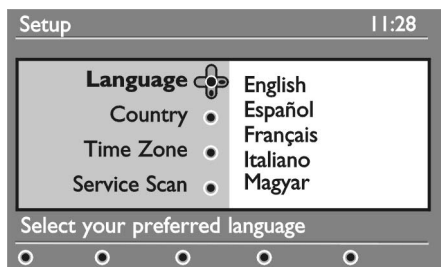 Setup 11:28
Language
Country
Time Zone
Service Scan
English
Español
Français
Italiano
Magyar
Select your preferred language